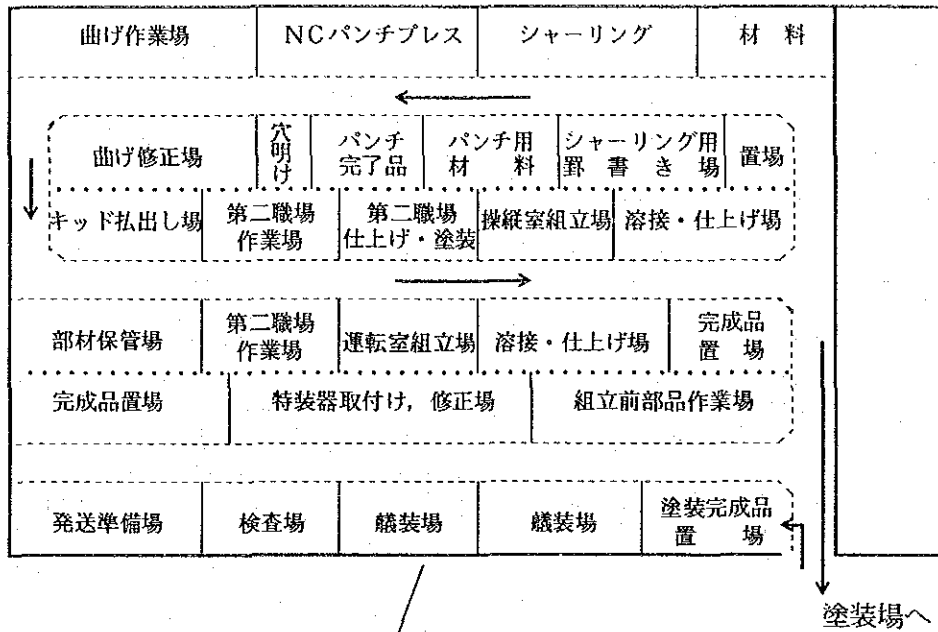 曲げ作業場 NCパンチプレス シャーリング 材料
曲げ修正場 穴明け パンチ完了品 パンチ用材料 シャーリング用罫書き場 置場
キッド払出し場 第二職場作業場 第二職場仕上げ・塗装 操縦室組立場 溶接・仕上げ場
部材保管場 第二職場作業場 運転室組立場 溶接・仕上げ場 完成品置場
完成品置場 特装器取付け,修正場 組立前部品作業場
発送準備場 検査場 艤装場 艤装場 塗装完成品置場
塗装場へ